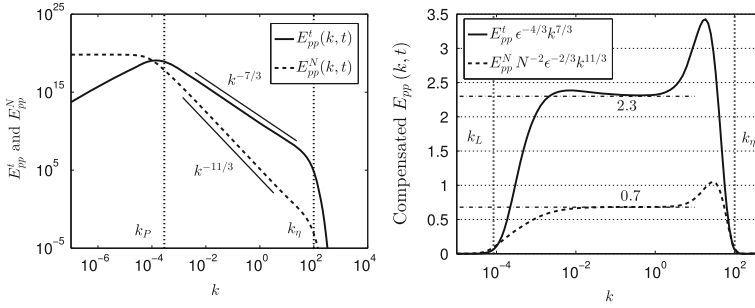 E^t_pp(k, t)
E^N_pp(k, t)
E^t_pp and E^N_pp
10^15
10^5
10^-5
k^-7/3
k^-11/3
k_P
k_η
10^-6 10^-4 10^-2 10^0 10^2 10^4
k
E^t_pp ϵ^-4/3 k^7/3
E^N_pp N^-2 ϵ^-2/3 k^11/3
Compensated E_pp(k, t)
3.5
3
2.5
2
1.5
1
0.5
0
2.3
0.7
k_L
k_η
10^-4 10^-2 10^0 10^2
k